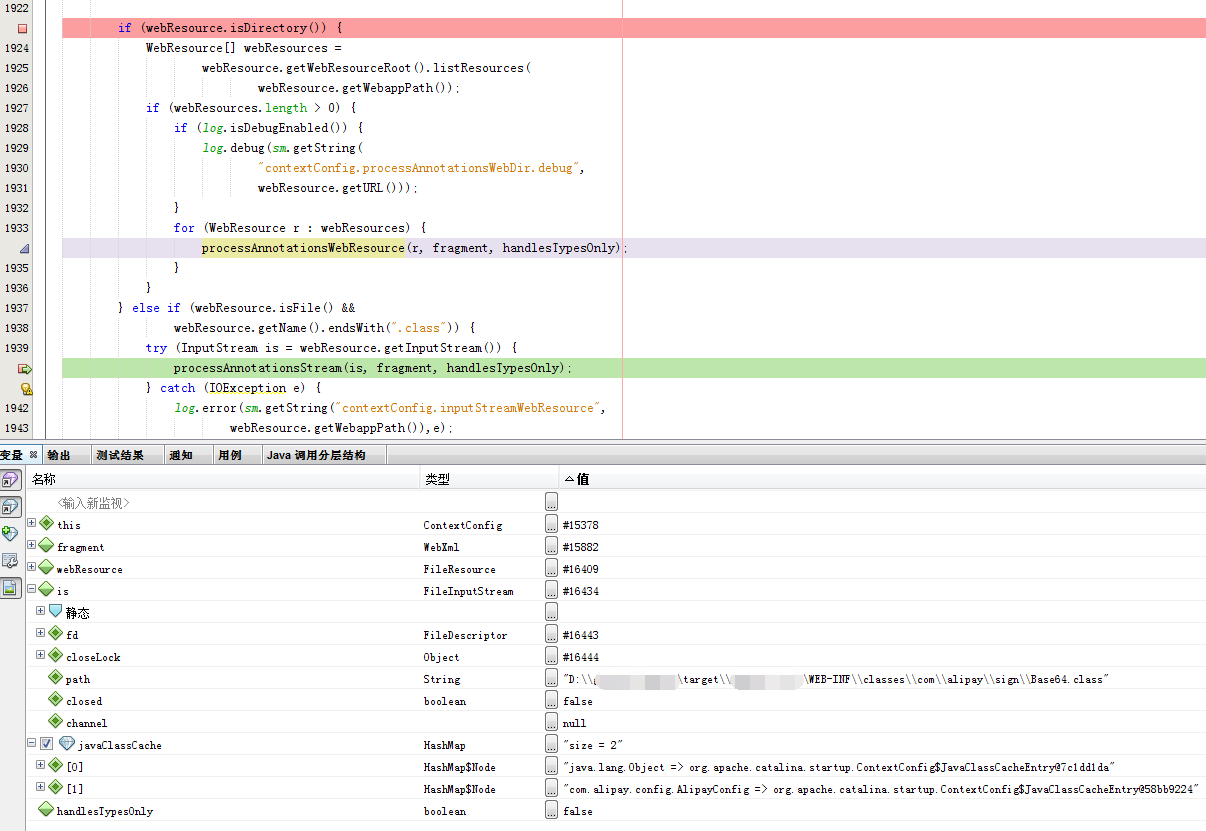 1922
if (webResource.isDirectory()) {
1924 WebResource[] webResources =
1925 webResource.getWebResourceRoot().listResources(
1926 webResource.getWebappPath());
1927 if (webResources.length > 0) {
1928 if (log.isDebugEnabled()) {
1929 log.debug(sm.getString(
1930 "contextConfig.processAnnotationsWebDir.debug",
1931 webResource.getURL()));
1932 }
1933 for (WebResource r : webResources) {
processAnnotationsWebResource(r, fragment, handlesTypesOnly);
1935 }
1936 }
1937 } else if (webResource.isFile() &&
1938 webResource.getName().endsWith(".class")) {
1939 try (InputStream is = webResource.getInputStream()) {
processAnnotationsStream(is, fragment, handlesTypesOnly);
} catch (IOException e) {
1942 log.error(sm.getString("contextConfig.inputStreamWebResource",
1943 webResource.getWebappPath()),e);
变量 输出 测试结果 通知 用例 Java 调用分层结构
名称 类型 值
<输入新监视> ...
this ContextConfig ... #15378
fragment WebXml ... #15882
webResource FileResource ... #16409
is FileInputStream ... #16434
静态 ...
fd FileDescriptor ... #16443
closeLock Object ... #16444
path String ... "D:\\ \target\\ \WEB-INF\\classes\\com\\alipay\\sign\\Base64.class"
closed boolean ... false
channel ... null
javaClassCache HashMap ... "size = 2"
[0] HashMap$Node ... "java.lang.Object => org.apache.catalina.startup.ContextConfig$JavaClassCacheEntry@7c1dd1da"
[1] HashMap$Node ... "com.alipay.config.AlipayConfig => org.apache.catalina.startup.ContextConfig$JavaClassCacheEntry@58bb9224"
handlesTypesOnly boolean ... false